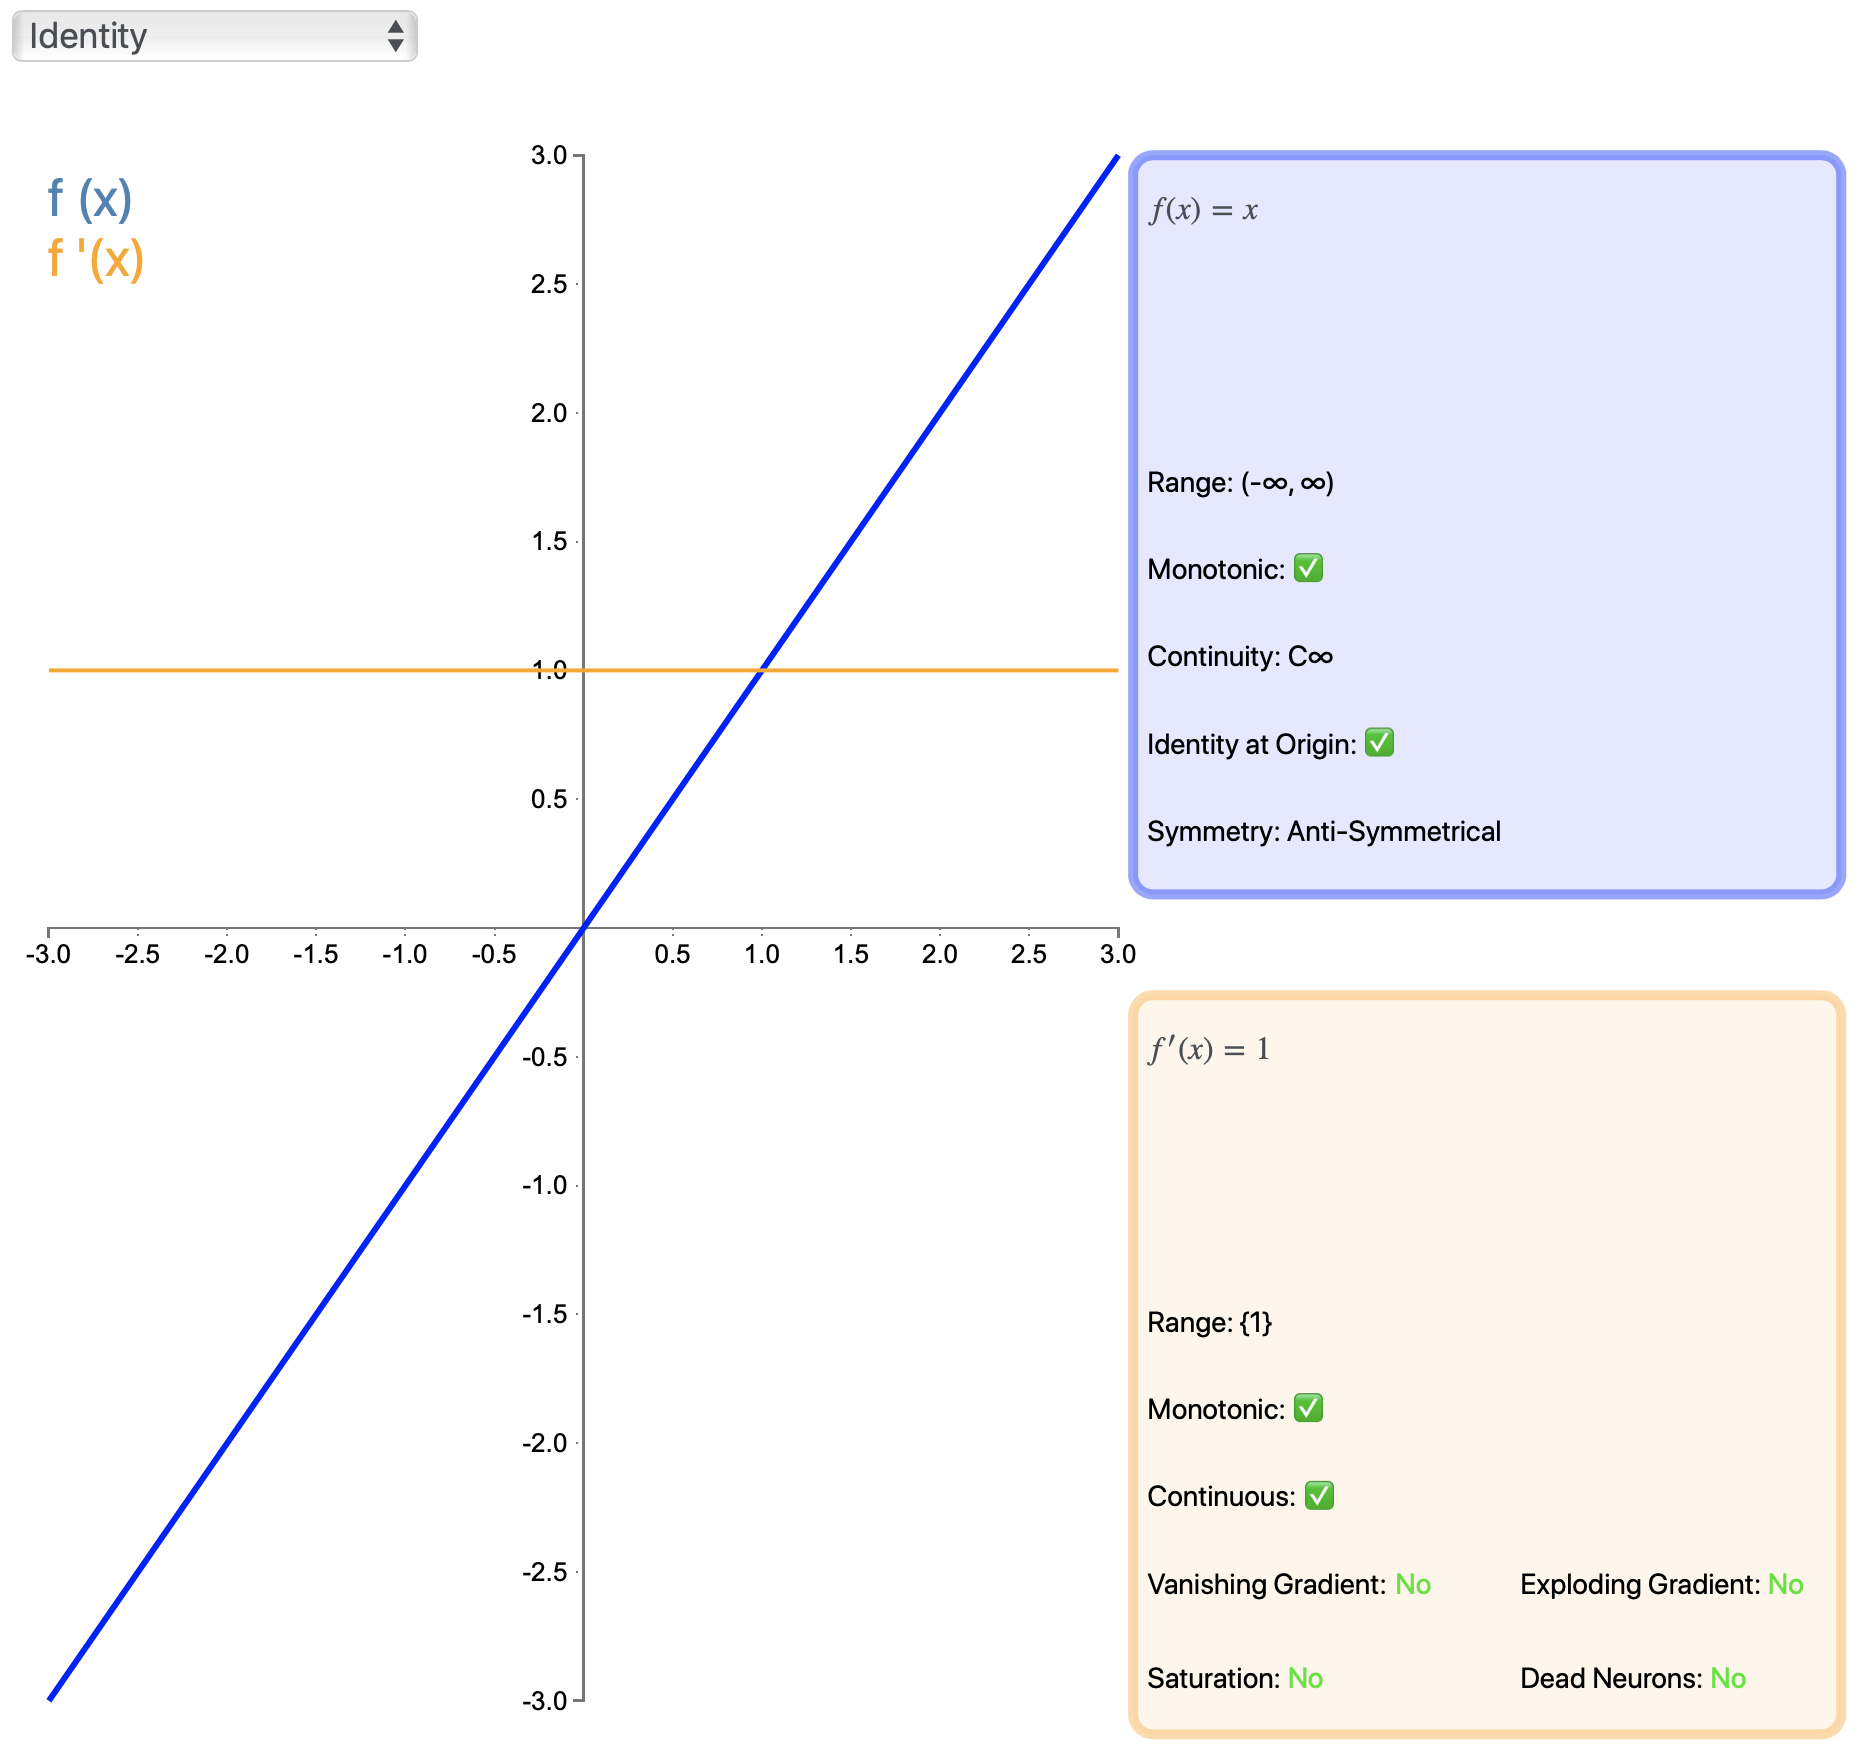 Identity
f (x)
f '(x)
3.0
2.5
2.0
1.5
1.0
0.5
-3.0 -2.5 -2.0 -1.5 -1.0 -0.5 0.5 1.0 1.5 2.0 2.5 3.0
-0.5
-1.0
-1.5
-2.0
-2.5
-3.0
f(x) = x
Range: (-∞, ∞)
Monotonic: ✅
Continuity: C∞
Identity at Origin: ✅
Symmetry: Anti-Symmetrical
f′(x) = 1
Range: {1}
Monotonic: ✅
Continuous: ✅
Vanishing Gradient: No Exploding Gradient: No
Saturation: No Dead Neurons: No